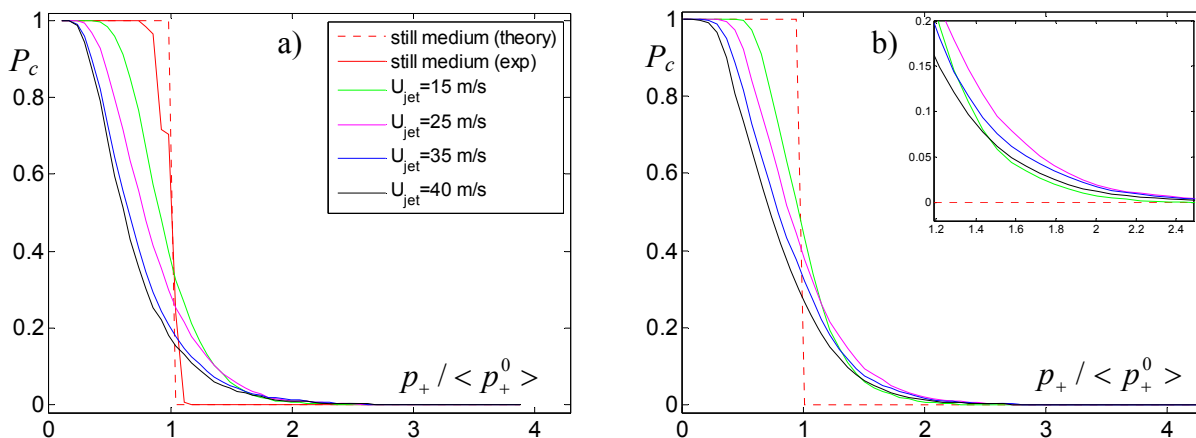 P_c
1
0.8
0.6
0.4
0.2
0
0
1
2
3
4
a)
still medium (theory)
still medium (exp)
U_jet=15 m/s
U_jet=25 m/s
U_jet=35 m/s
U_jet=40 m/s
p_+ / < p_+^0 >
P_c
1
0.8
0.6
0.4
0.2
0
0
1
2
3
4
b)
0.2
0.15
0.1
0.05
0
1.2
1.4
1.6
1.8
2
2.2
2.4
p_+ / < p_+^0 >